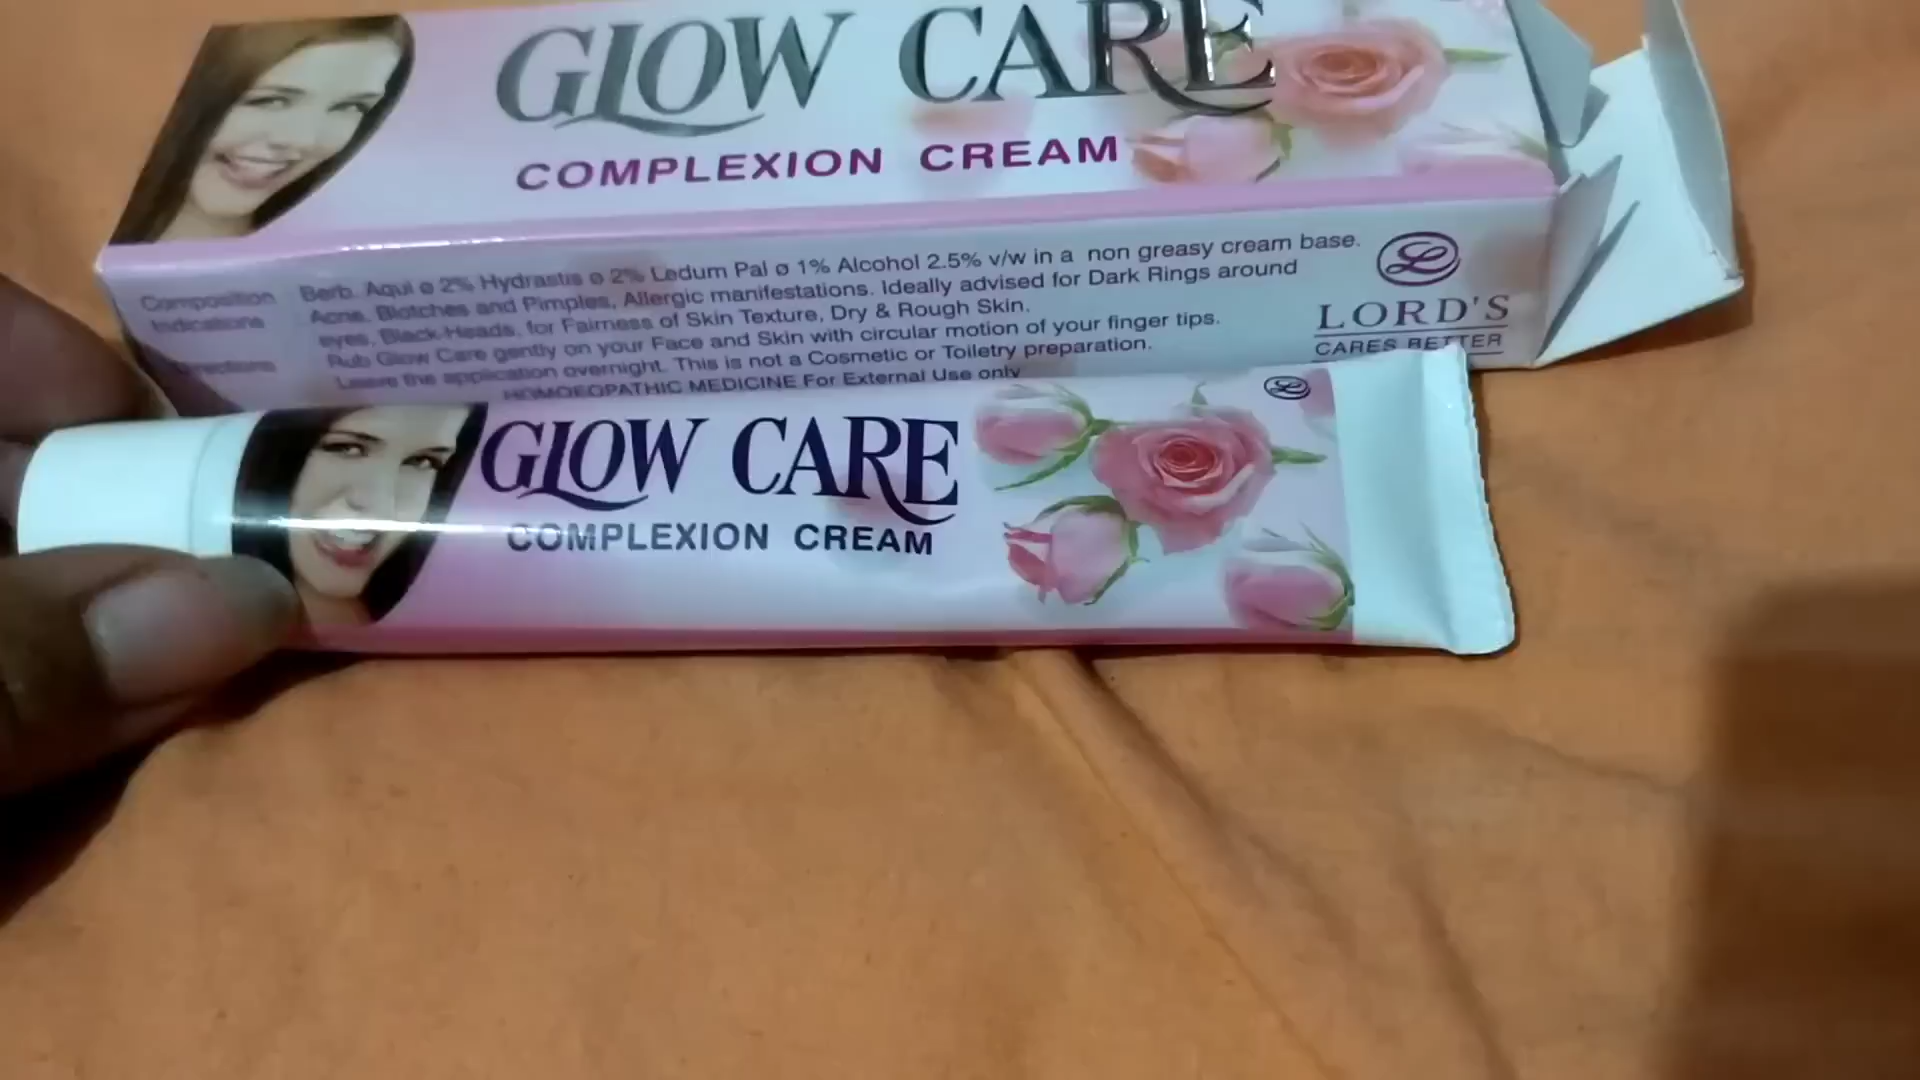 GLOW CARE
COMPLEXION CREAM
Composition Berb. Aqui ø 2% Hydrastis ø 2% Ledum Pal ø 1% Alcohol 2.5% v/w in a non greasy cream base.
Indications Acne, Blotches and Pimples, Allergic manifestations. Ideally advised for Dark Rings around
eyes, Black-Heads, for Fairness of Skin Texture, Dry & Rough Skin.
Directions Rub Glow Care gently on your Face and Skin with circular motion of your finger tips.
Leave the application overnight. This is not a Cosmetic or Toiletry preparation.
HOMOEOPATHIC MEDICINE For External Use only
LORD'S
CARES BETTER
GLOW CARE
COMPLEXION CREAM